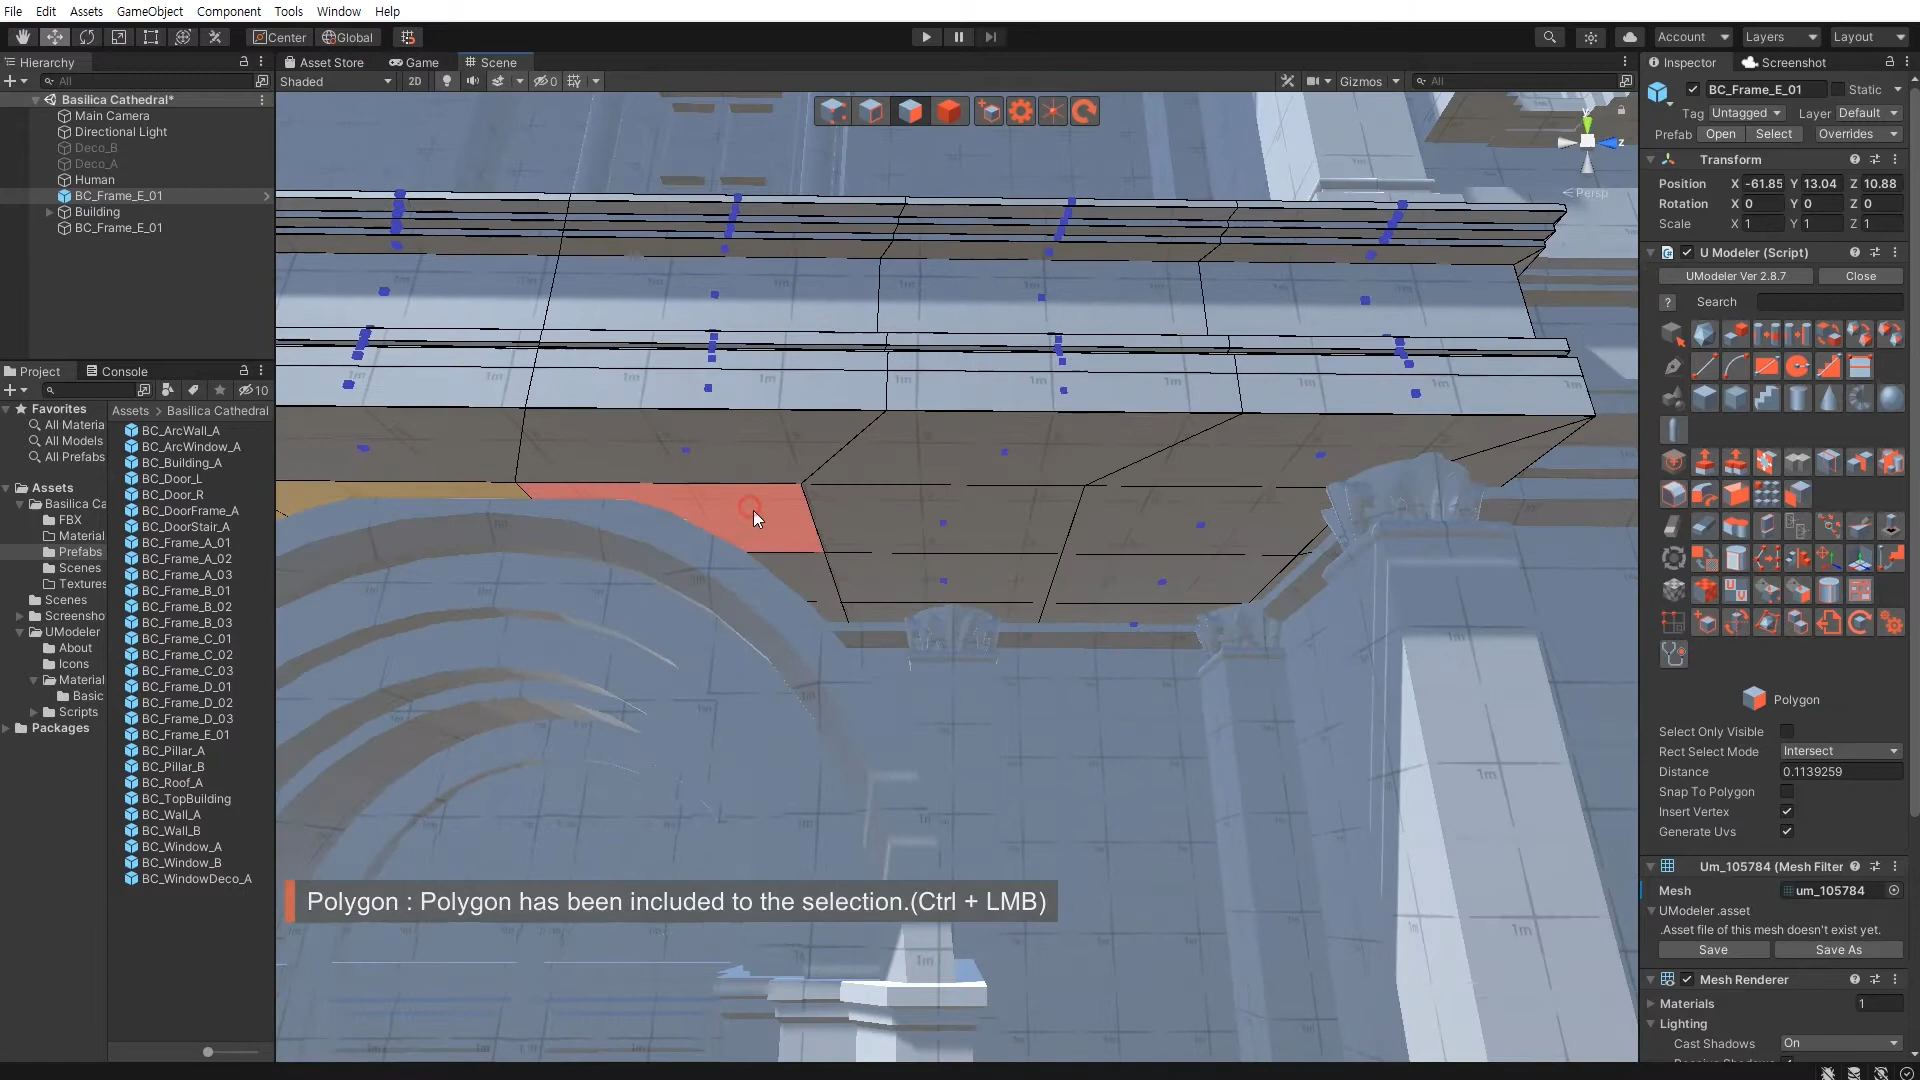 File Edit Assets GameObject Component Tools Window Help
Center Global Account Layers Layout
Hierarchy Asset Store Game Scene Inspector Screenshot
All Shaded 2D 0 Gizmos All
Basilica Cathedral*
Main Camera
Directional Light
Deco_B
Deco_A
Human
BC_Frame_E_01
Building
BC_Frame_E_01
Persp
y z
Project Console
10
Favorites
All Materia
All Models
All Prefabs
Assets
Basilica Ca
FBX
Material
Prefabs
Scenes
Textures
Scenes
Screensho
UModeler
About
Icons
Material
Basic
Scripts
Packages
Assets > Basilica Cathedral
BC_ArcWall_A
BC_ArcWindow_A
BC_Building_A
BC_Door_L
BC_Door_R
BC_DoorFrame_A
BC_DoorStair_A
BC_Frame_A_01
BC_Frame_A_02
BC_Frame_A_03
BC_Frame_B_01
BC_Frame_B_02
BC_Frame_B_03
BC_Frame_C_01
BC_Frame_C_02
BC_Frame_C_03
BC_Frame_D_01
BC_Frame_D_02
BC_Frame_D_03
BC_Frame_E_01
BC_Pillar_A
BC_Pillar_B
BC_Roof_A
BC_TopBuilding
BC_Wall_A
BC_Wall_B
BC_Window_A
BC_Window_B
BC_WindowDeco_A
Polygon : Polygon has been included to the selection.(Ctrl + LMB)
BC_Frame_E_01 Static
Tag Untagged Layer Default
Prefab Open Select Overrides
Transform
Position X -61.85 Y 13.04 Z 10.88
Rotation X 0 Y 0 Z 0
Scale X 1 Y 1 Z 1
U Modeler (Script)
UModeler Ver 2.8.7 Close
? Search
Polygon
Select Only Visible
Rect Select Mode Intersect
Distance 0.1139259
Snap To Polygon
Insert Vertex
Generate Uvs
Um_105784 (Mesh Filter
Mesh um_105784
UModeler .asset
.Asset file of this mesh doesn't exist yet.
Save Save As
Mesh Renderer
Materials 1
Lighting
Cast Shadows On